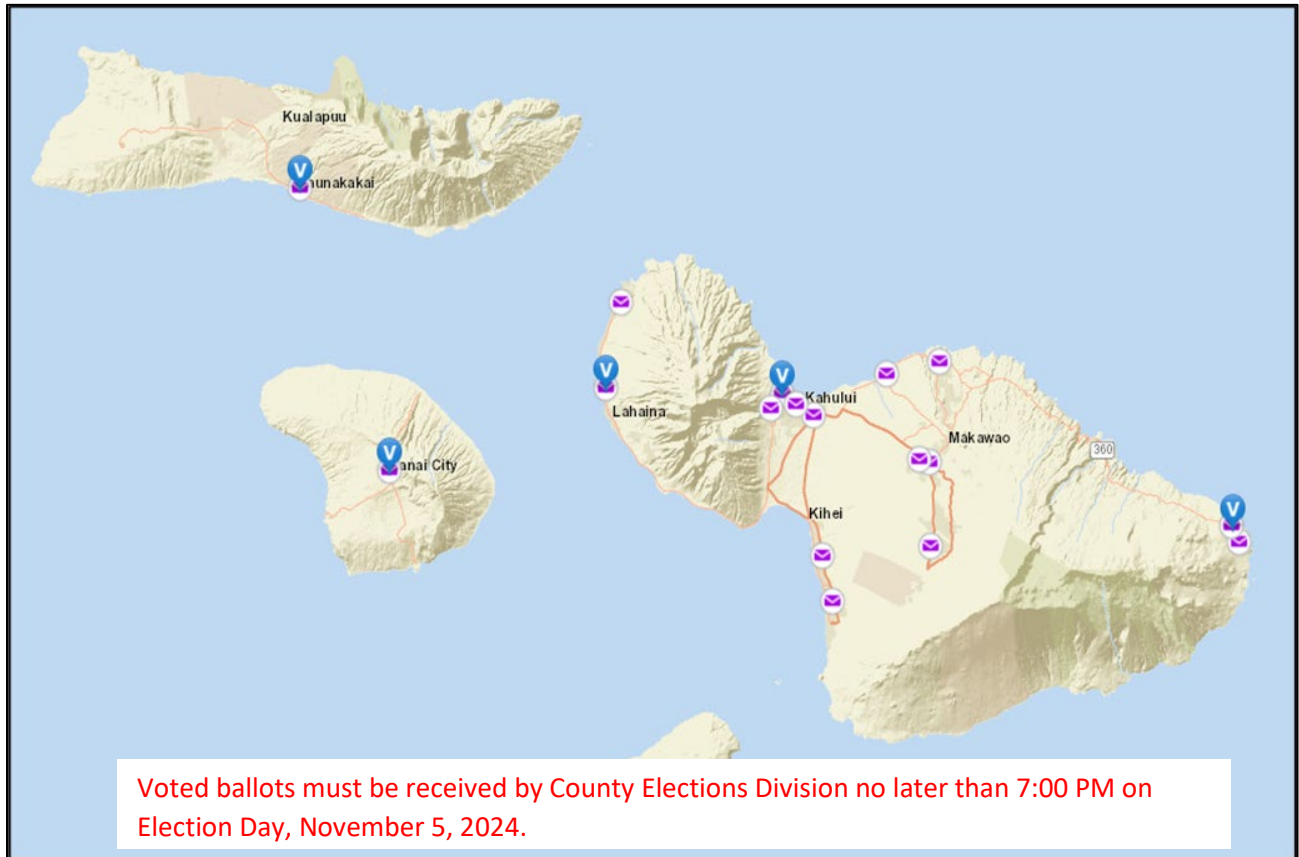 Kualapuu
V
unakakai
V
V
Kahului
Lahaina
Makawao
360
V
anai City
V
Kihei
Voted ballots must be received by County Elections Division no later than 7:00 PM on
Election Day, November 5, 2024.